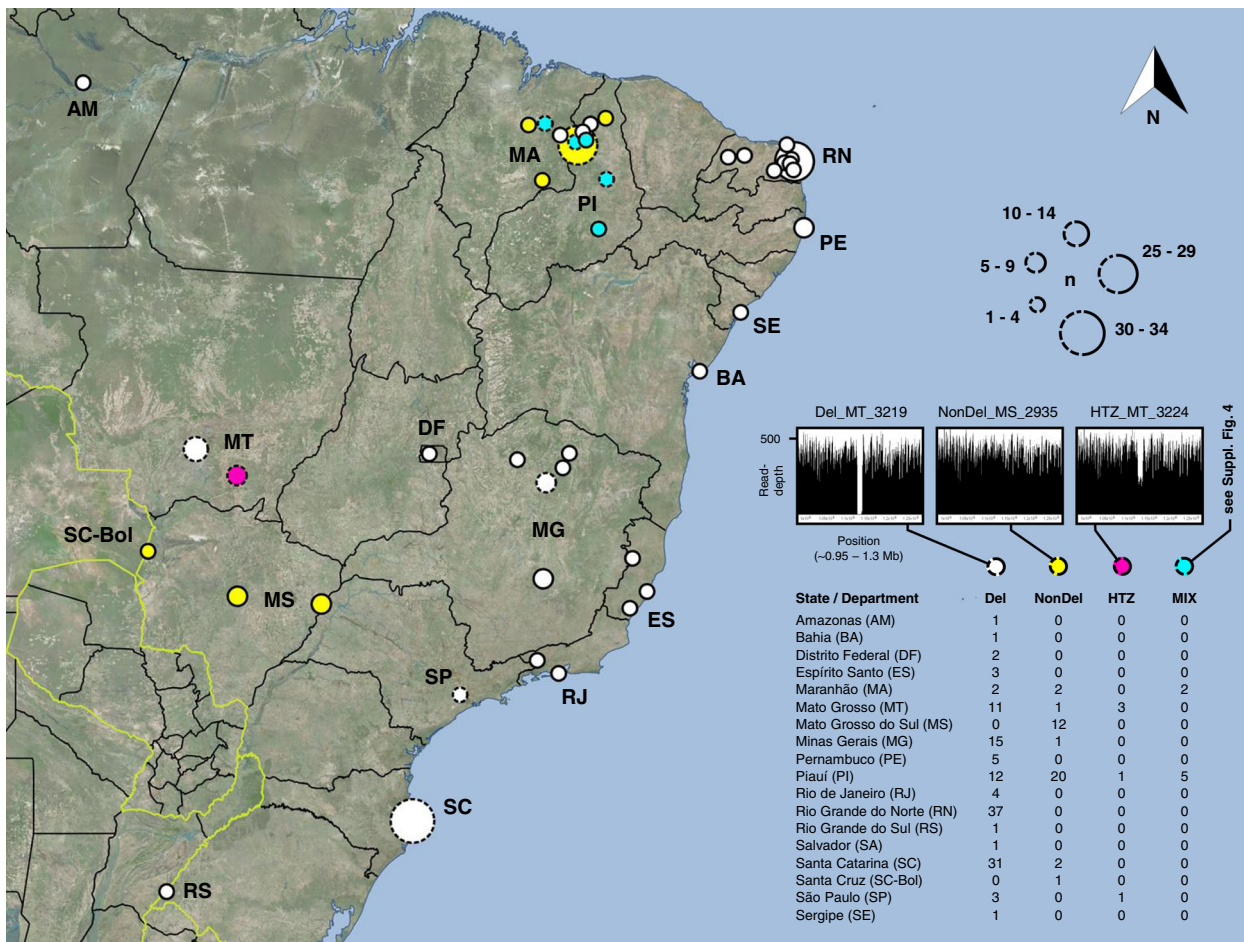 AM
MA
PI
RN
PE
SE
BA
MT
DF
SC-Bol
MG
MS
ES
SP
RJ
SC
RS
N
10 - 14
25 - 29
5 - 9
n
1 - 4
30 - 34
Del_MT_3219 NonDel_MS_2935 HTZ_MT_3224
see Suppl. Fig. 4
500
Read-
depth
Position
(~0.95 – 1.3 Mb)
State / Department Del NonDel HTZ MIX
Amazonas (AM) 1 0 0 0
Bahia (BA) 1 0 0 0
Distrito Federal (DF) 2 0 0 0
Espírito Santo (ES) 3 0 0 0
Maranhão (MA) 2 2 0 2
Mato Grosso (MT) 11 1 3 0
Mato Grosso do Sul (MS) 0 12 0 0
Minas Gerais (MG) 15 1 0 0
Pernambuco (PE) 5 0 0 0
Piauí (PI) 12 20 1 5
Rio de Janeiro (RJ) 4 0 0 0
Rio Grande do Norte (RN) 37 0 0 0
Rio Grande do Sul (RS) 1 0 0 0
Salvador (SA) 1 0 0 0
Santa Catarina (SC) 31 2 0 0
Santa Cruz (SC-Bol) 0 1 0 0
São Paulo (SP) 3 0 1 0
Sergipe (SE) 1 0 0 0